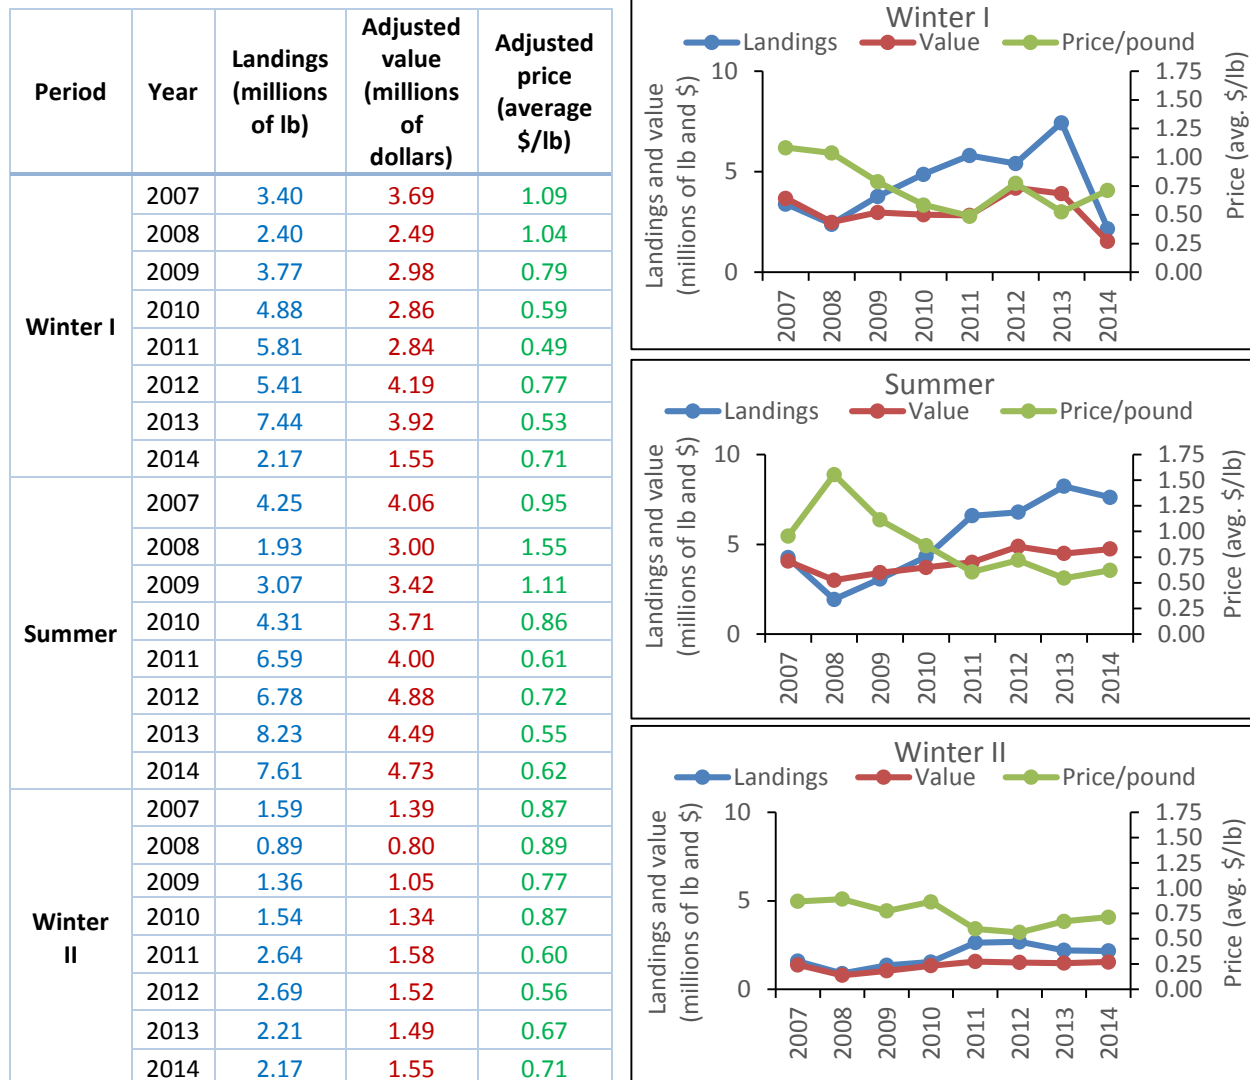 Period Year Landings (millions of lb) Adjusted value (millions of dollars) Adjusted price (average $/lb)
Winter I
2007 3.40 3.69 1.09
2008 2.40 2.49 1.04
2009 3.77 2.98 0.79
2010 4.88 2.86 0.59
2011 5.81 2.84 0.49
2012 5.41 4.19 0.77
2013 7.44 3.92 0.53
2014 2.17 1.55 0.71
Summer
2007 4.25 4.06 0.95
2008 1.93 3.00 1.55
2009 3.07 3.42 1.11
2010 4.31 3.71 0.86
2011 6.59 4.00 0.61
2012 6.78 4.88 0.72
2013 8.23 4.49 0.55
2014 7.61 4.73 0.62
Winter II
2007 1.59 1.39 0.87
2008 0.89 0.80 0.89
2009 1.36 1.05 0.77
2010 1.54 1.34 0.87
2011 2.64 1.58 0.60
2012 2.69 1.52 0.56
2013 2.21 1.49 0.67
2014 2.17 1.55 0.71
Winter I
Landings Value Price/pound
Landings and value
(millions of lb and $)
10
5
0
1.75
1.50
1.25
1.00
0.75
0.50
0.25
0.00
Price (avg. $/lb)
2007 2008 2009 2010 2011 2012 2013 2014
Summer
Landings Value Price/pound
Landings and value
(millions of lb and $)
10
5
0
1.75
1.50
1.25
1.00
0.75
0.50
0.25
0.00
Price (avg. $/lb)
2007 2008 2009 2010 2011 2012 2013 2014
Winter II
Landings Value Price/pound
Landings and value
(millions of lb and $)
10
5
0
1.75
1.50
1.25
1.00
0.75
0.50
0.25
0.00
Price (avg. $/lb)
2007 2008 2009 2010 2011 2012 2013 2014